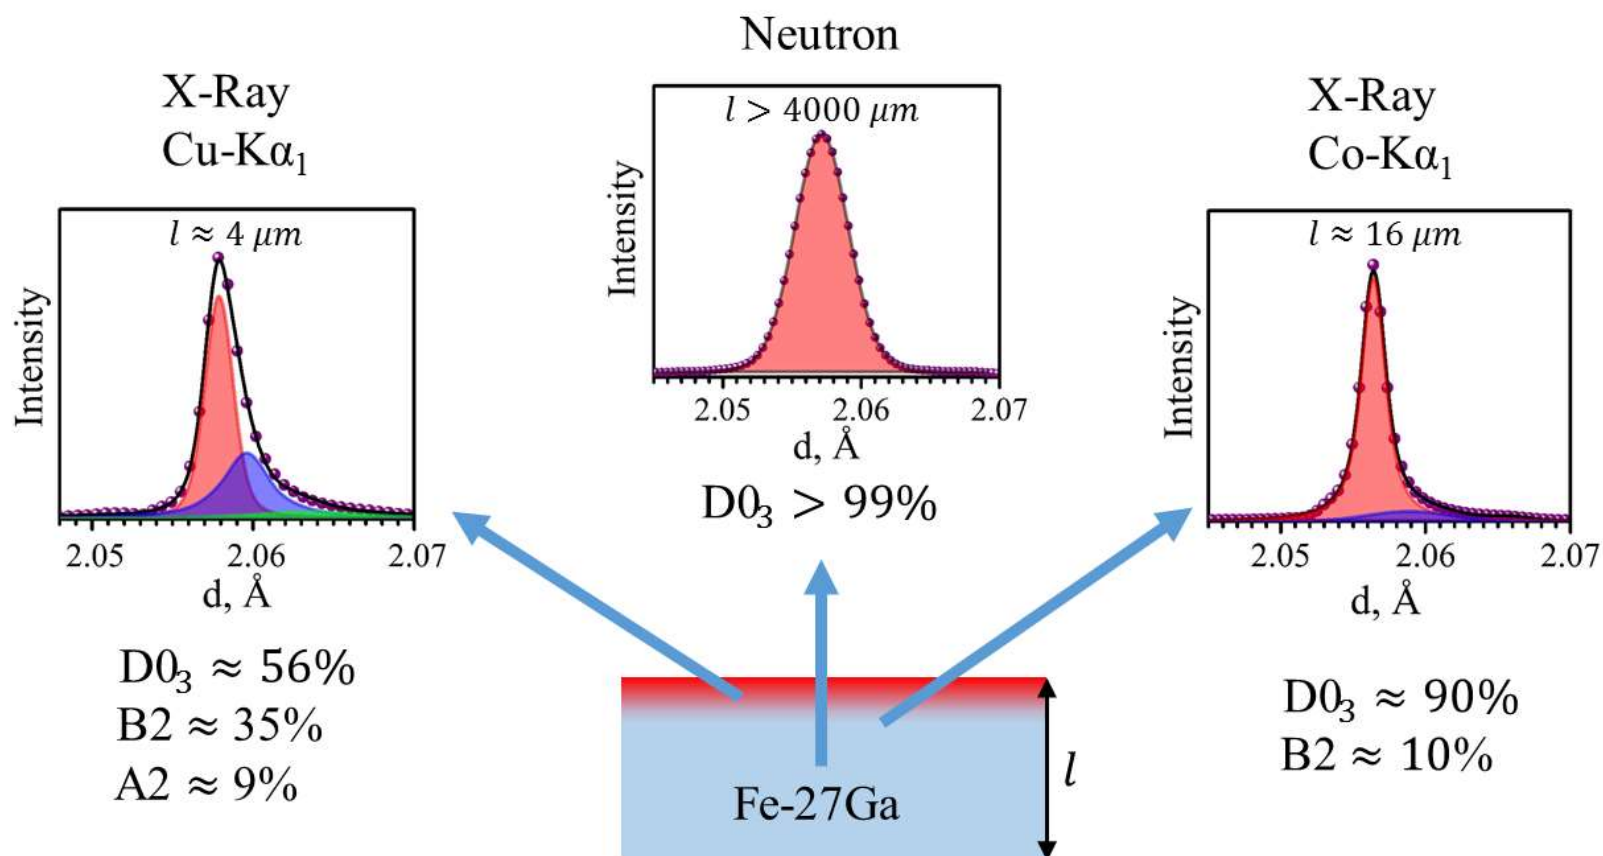 X-Ray
Cu-Kα₁
l ≈ 4 μm
Intensity
2.05 2.06 2.07
d, Å
D0₃ ≈ 56%
B2 ≈ 35%
A2 ≈ 9%
Neutron
l > 4000 μm
Intensity
2.05 2.06 2.07
d, Å
D0₃ > 99%
X-Ray
Co-Kα₁
l ≈ 16 μm
Intensity
2.05 2.06 2.07
d, Å
D0₃ ≈ 90%
B2 ≈ 10%
Fe-27Ga
l